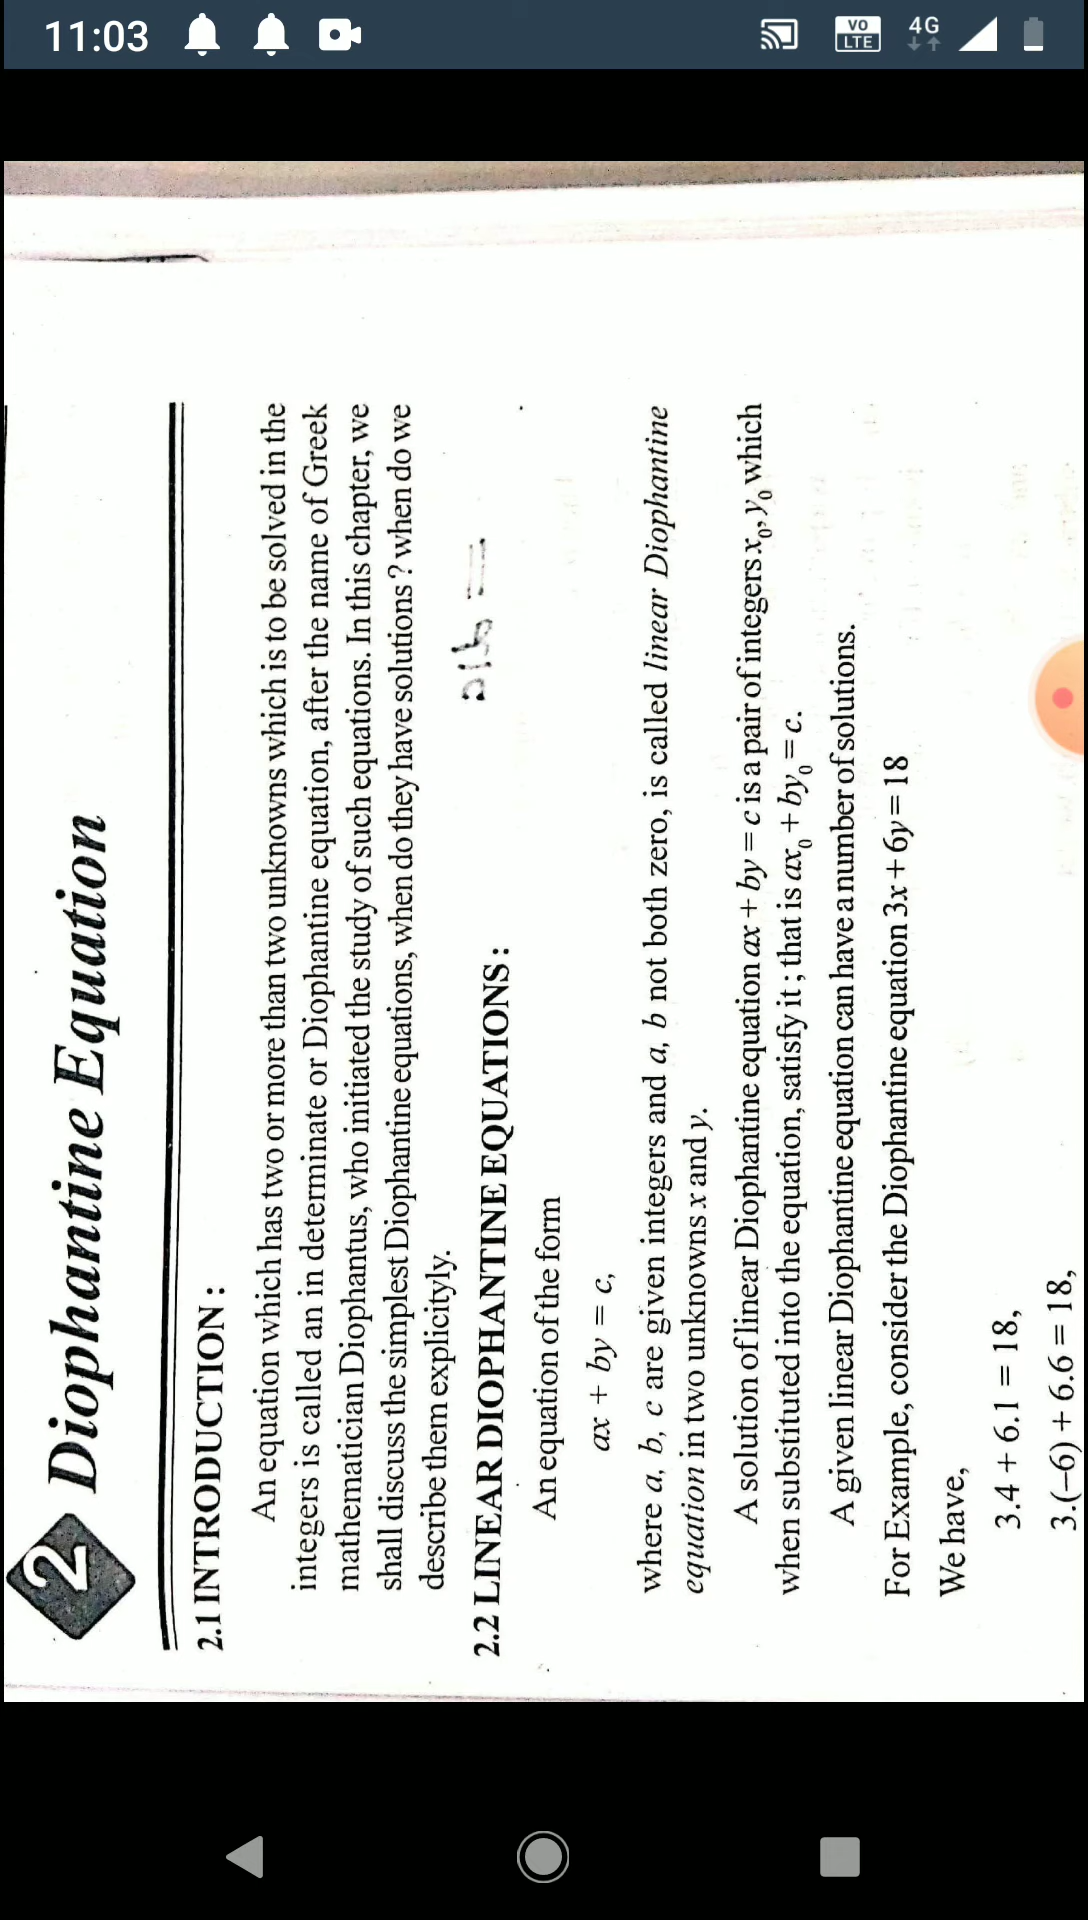 11:03
VO
LTE
4G
2 Diophantine Equation
2.1 INTRODUCTION :
An equation which has two or more than two unknowns which is to be solved in the
integers is called an in determinate or Diophantine equation, after the name of Greek
mathematician Diophantus, who initiated the study of such equations. In this chapter, we
shall discuss the simplest Diophantine equations, when do they have solutions ? when do we
describe them explicityly.
2.2 LINEAR DIOPHANTINE EQUATIONS :
An equation of the form
ax + by = c,
where a, b, c are given integers and a, b not both zero, is called linear Diophantine
equation in two unknowns x and y.
A solution of linear Diophantine equation ax + by = c is a pair of integers x₀, y₀ which
when substituted into the equation, satisfy it ; that is ax₀ + by₀ = c.
A given linear Diophantine equation can have a number of solutions.
For Example, consider the Diophantine equation 3x + 6y = 18
We have,
3.4 + 6.1 = 18,
3.(–6) + 6.6 = 18,